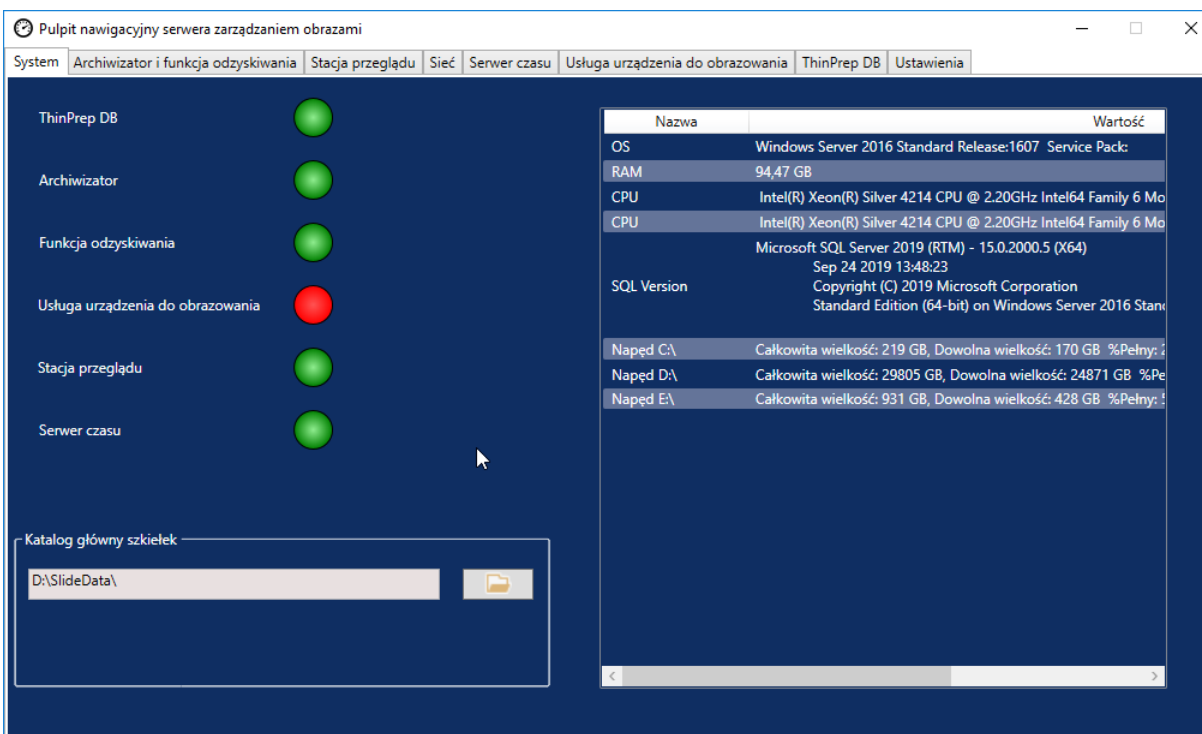 Pulpit nawigacyjny serwera zarządzaniem obrazami
System Archiwizator i funkcja odzyskiwania Stacja przeglądu Sieć Serwer czasu Usługa urządzenia do obrazowania ThinPrep DB Ustawienia
ThinPrep DB
Archiwizator
Funkcja odzyskiwania
Usługa urządzenia do obrazowania
Stacja przeglądu
Serwer czasu
Katalog główny szkiełek
D:\SlideData\
Nazwa Wartość
OS Windows Server 2016 Standard Release:1607 Service Pack:
RAM 94,47 GB
CPU Intel(R) Xeon(R) Silver 4214 CPU @ 2.20GHz Intel64 Family 6 Mo
CPU Intel(R) Xeon(R) Silver 4214 CPU @ 2.20GHz Intel64 Family 6 Mo
Microsoft SQL Server 2019 (RTM) - 15.0.2000.5 (X64)
Sep 24 2019 13:48:23
SQL Version Copyright (C) 2019 Microsoft Corporation
Standard Edition (64-bit) on Windows Server 2016 Stan
Napęd C:\ Całkowita wielkość: 219 GB, Dowolna wielkość: 170 GB %Pełny:
Napęd D:\ Całkowita wielkość: 29805 GB, Dowolna wielkość: 24871 GB %Pe
Napęd E:\ Całkowita wielkość: 931 GB, Dowolna wielkość: 428 GB %Pełny: